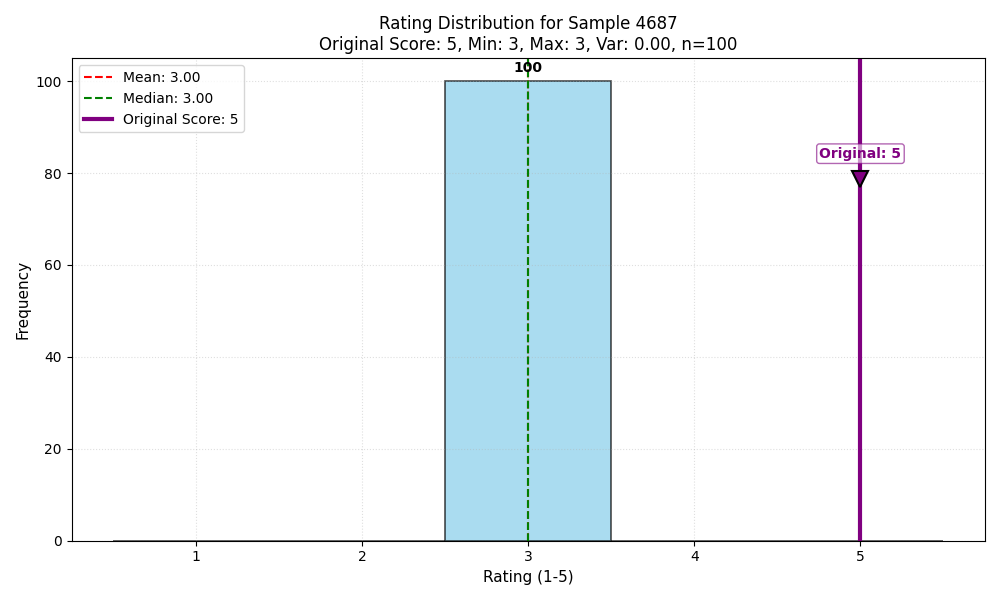 Rating Distribution for Sample 4687
Original Score: 5, Min: 3, Max: 3, Var: 0.00, n=100
Mean: 3.00
Median: 3.00
Original Score: 5
100
Original: 5
Frequency
100
80
60
40
20
0
1 2 3 4 5
Rating (1-5)